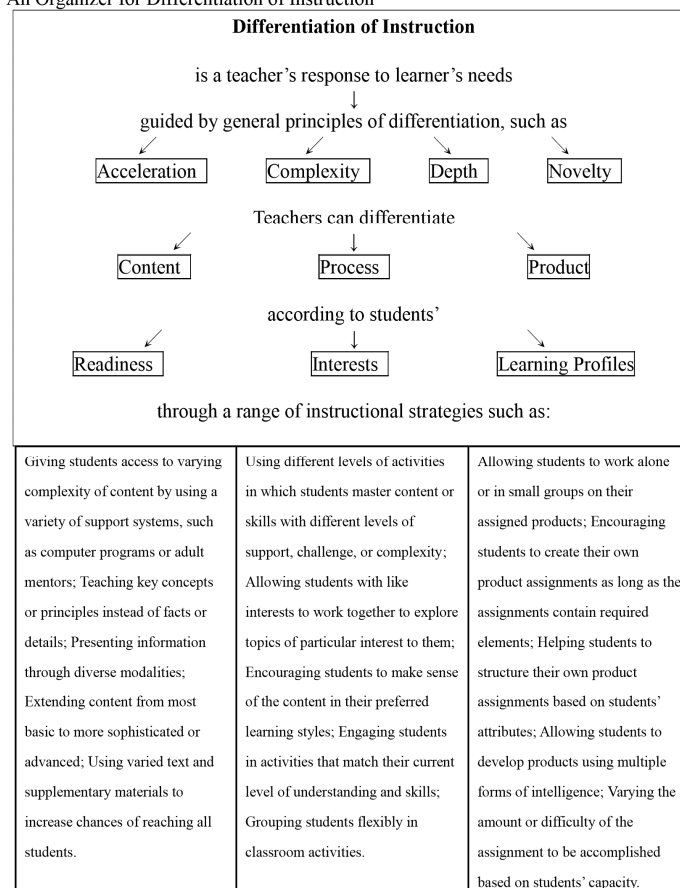 An Organizer for Differentiation of Instruction
Differentiation of Instruction
is a teacher’s response to learner’s needs
guided by general principles of differentiation, such as
Acceleration Complexity Depth Novelty
Teachers can differentiate
Content Process Product
according to students’
Readiness Interests Learning Profiles
through a range of instructional strategies such as:
Giving students access to varying
complexity of content by using a
variety of support systems, such
as computer programs or adult
mentors; Teaching key concepts
or principles instead of facts or
details; Presenting information
through diverse modalities;
Extending content from most
basic to more sophisticated or
advanced; Using varied text and
supplementary materials to
increase chances of reaching all
students.
Using different levels of activities
in which students master content or
skills with different levels of
support, challenge, or complexity;
Allowing students with like
interests to work together to explore
topics of particular interest to them;
Encouraging students to make sense
of the content in their preferred
learning styles; Engaging students
in activities that match their current
level of understanding and skills;
Grouping students flexibly in
classroom activities.
Allowing students to work alone
or in small groups on their
assigned products; Encouraging
students to create their own
product assignments as long as the
assignments contain required
elements; Helping students to
structure their own product
assignments based on students’
attributes; Allowing students to
develop products using multiple
forms of intelligence; Varying the
amount or difficulty of the
assignment to be accomplished
based on students’ capacity.